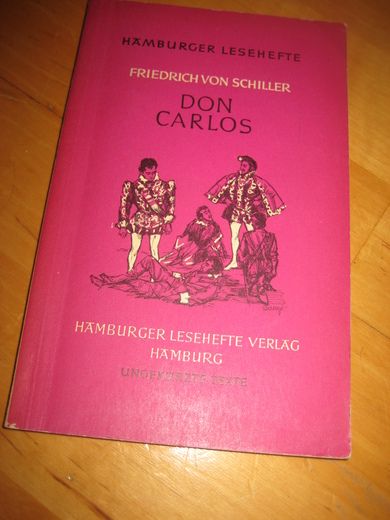 HAMBURGER LESEHEFTE
FRIEDRICH VON SCHILLER
DON
CARLOS
HAMBURGER LESEHEFTE VERLAG
HAMBURG
UNGEKÜRZTE TEXTE